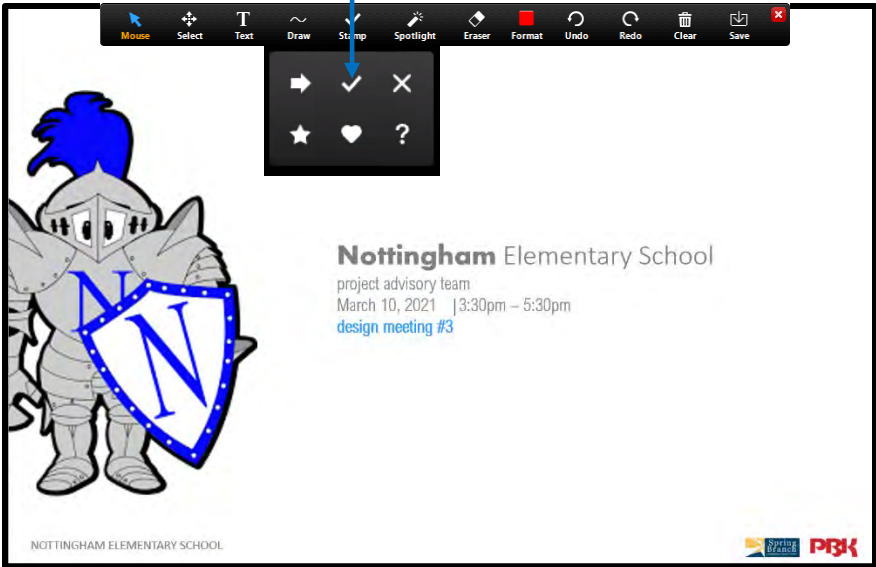 Mouse Select Text Draw Stamp Spotlight Eraser Format Undo Redo Clear Save
Nottingham Elementary School
project advisory team
March 10, 2021 |3:30pm – 5:30pm
design meeting #3
N
N
NOTTINGHAM ELEMENTARY SCHOOL
Spring
Branch
PBK